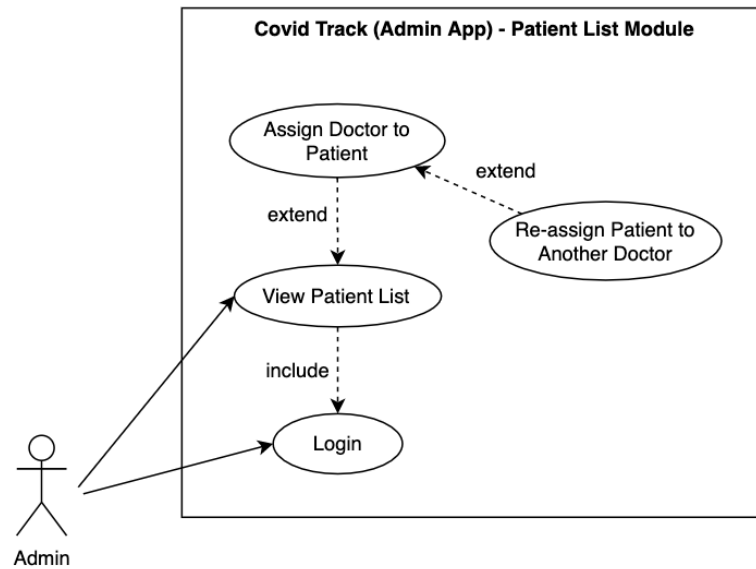 Covid Track (Admin App) - Patient List Module
Assign Doctor to
Patient
extend
extend
Re-assign Patient to
Another Doctor
View Patient List
include
Login
Admin